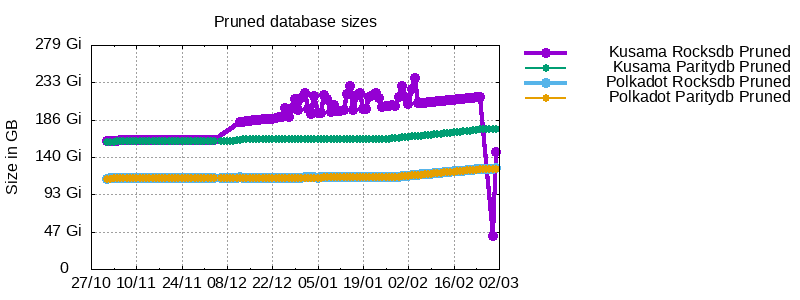 Pruned database sizes
279 Gi
233 Gi
186 Gi
140 Gi
93 Gi
47 Gi
0
Size in GB
27/10 10/11 24/11 08/12 22/12 05/01 19/01 02/02 16/02 02/03
Kusama Rocksdb Pruned
Kusama Paritydb Pruned
Polkadot Rocksdb Pruned
Polkadot Paritydb Pruned